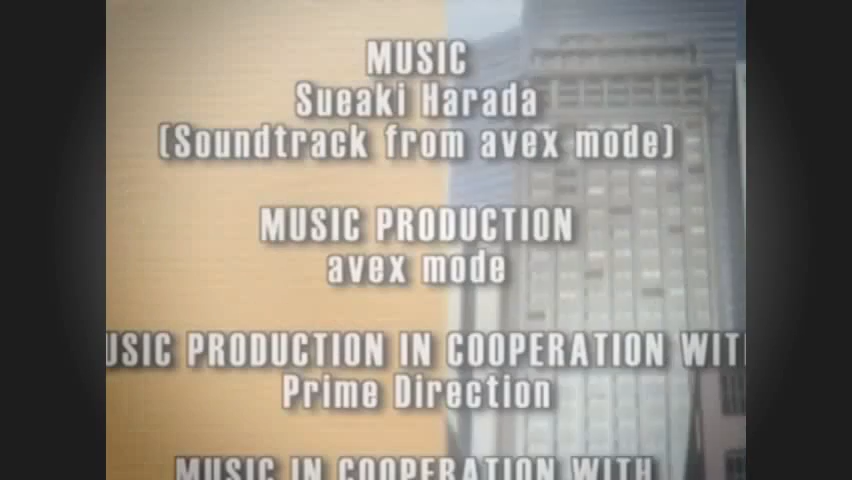 MUSIC
Sueaki Harada
(Soundtrack from avex mode)
MUSIC PRODUCTION
avex mode
USIC PRODUCTION IN COOPERATION WIT
Prime Direction
MUSIC IN COOPERATION WITH